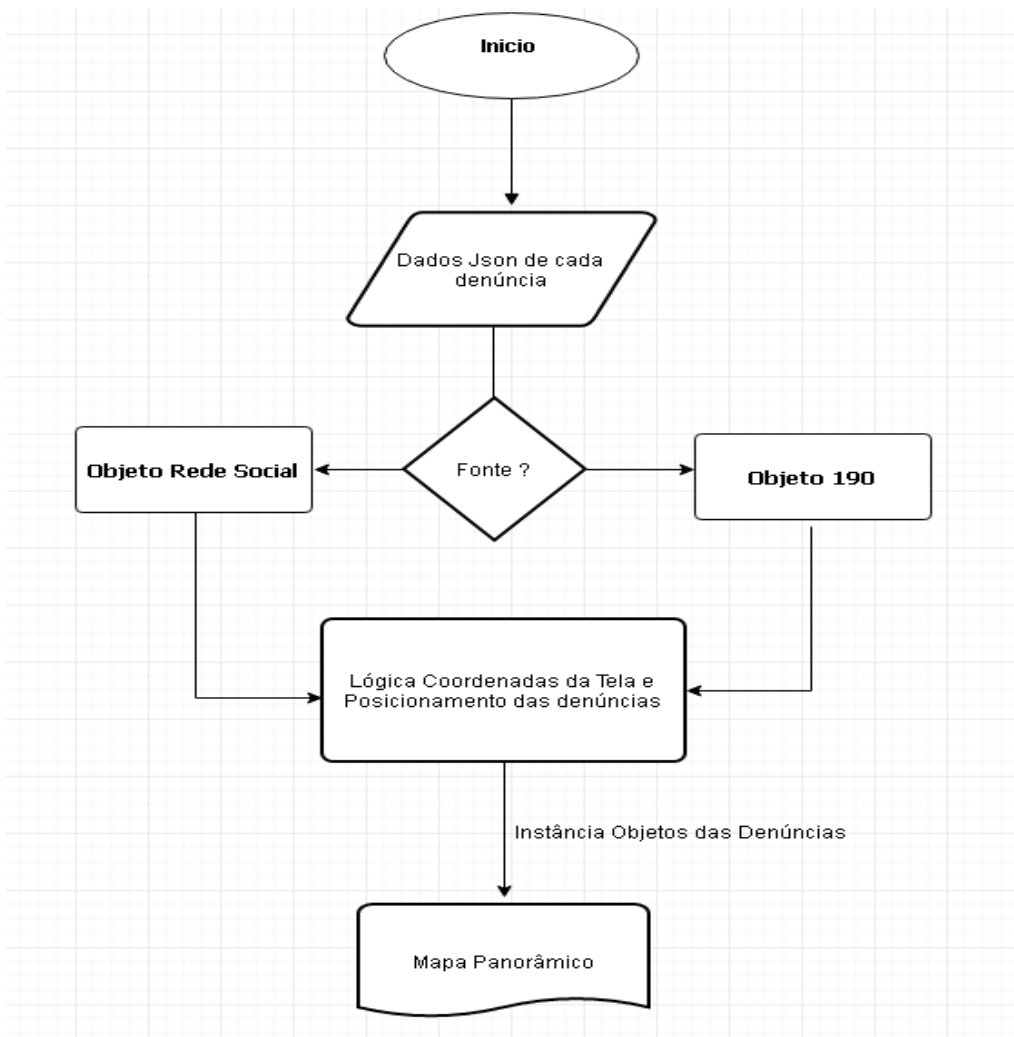 Inicio
Dados Json de cada
denúncia
Fonte ?
Objeto Rede Social
Objeto 190
Lógica Coordenadas da Tela e
Posicionamento das denúncias
Instância Objetos das Denúncias
Mapa Panorâmico